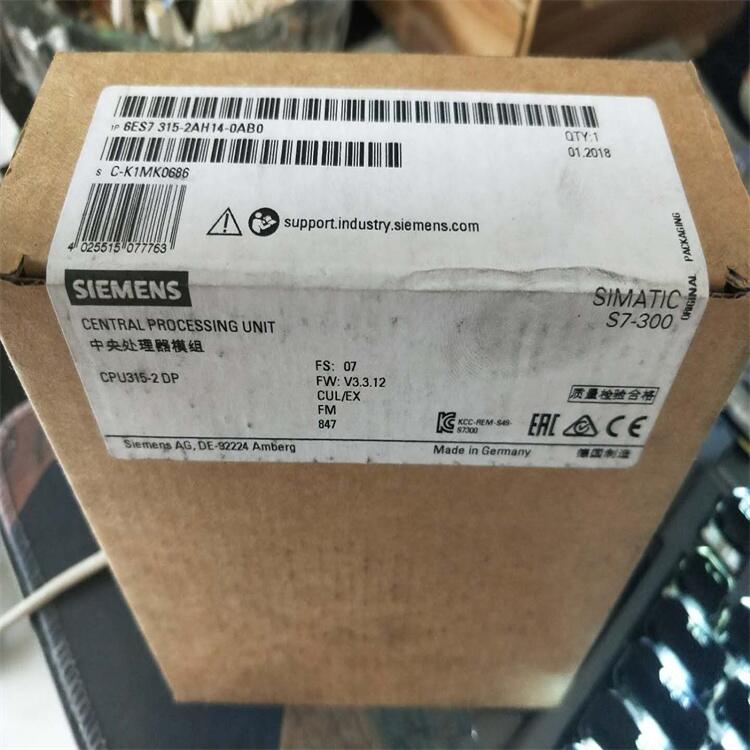 1P 6ES7 315-2AH14-0AB0
QTY:1
01.2018
S C-K1MK0686
support.industry.siemens.com
4 025515 077763
ORIGINAL PACKAGING
SIEMENS
SIMATIC
S7-300
CENTRAL PROCESSING UNIT
中央处理器模组
CPU315-2 DP
FS: 07
FW: V3.3.12
CUL/EX
FM
847
质量检验合格
KCC-REM-S49-
S7300
EAC
CE
Siemens AG, DE-92224 Amberg
Made in Germany
德国制造